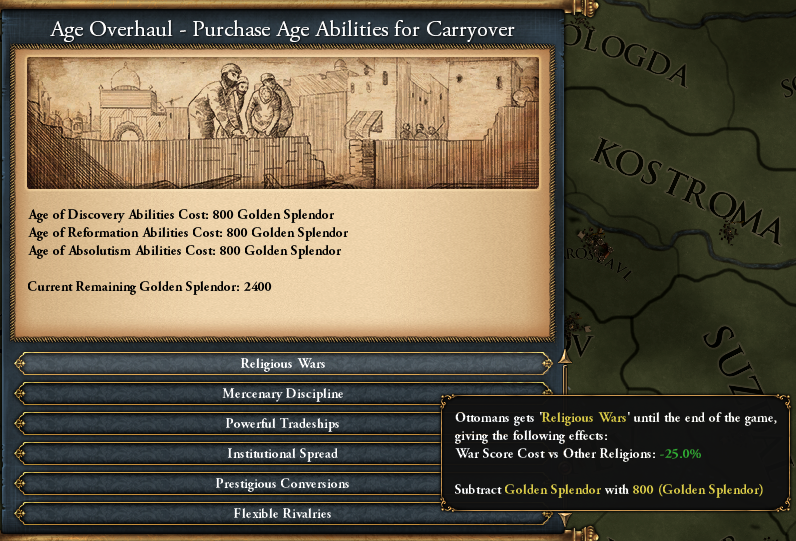 Age Overhaul - Purchase Age Abilities for Carryover
Age of Discovery Abilities Cost: 800 Golden Splendor
Age of Reformation Abilities Cost: 800 Golden Splendor
Age of Absolutism Abilities Cost: 800 Golden Splendor
Current Remaining Golden Splendor: 2400
Religious Wars
Mercenary Discipline
Powerful Tradeships
Institutional Spread
Prestigious Conversions
Flexible Rivalries
Ottomans gets 'Religious Wars' until the end of the game,
giving the following effects:
War Score Cost vs Other Religions: -25.0%
Subtract Golden Splendor with 800 (Golden Splendor)
OLOGDA
KOSTROMA
SUZ